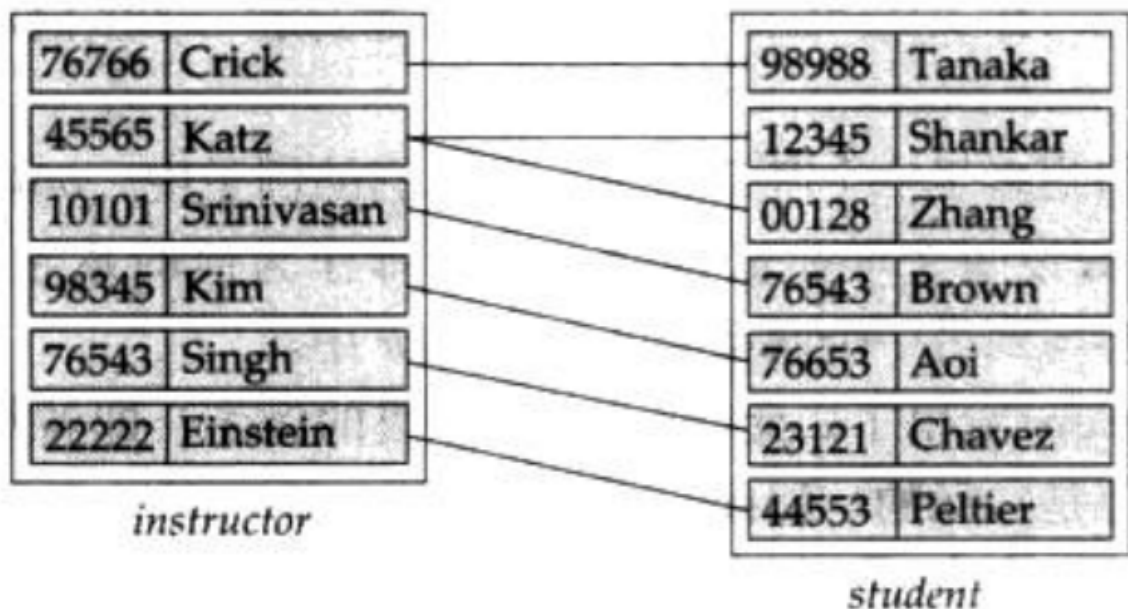 76766 Crick
45565 Katz
10101 Srinivasan
98345 Kim
76543 Singh
22222 Einstein
instructor
98988 Tanaka
12345 Shankar
00128 Zhang
76543 Brown
76653 Aoi
23121 Chavez
44553 Peltier
student